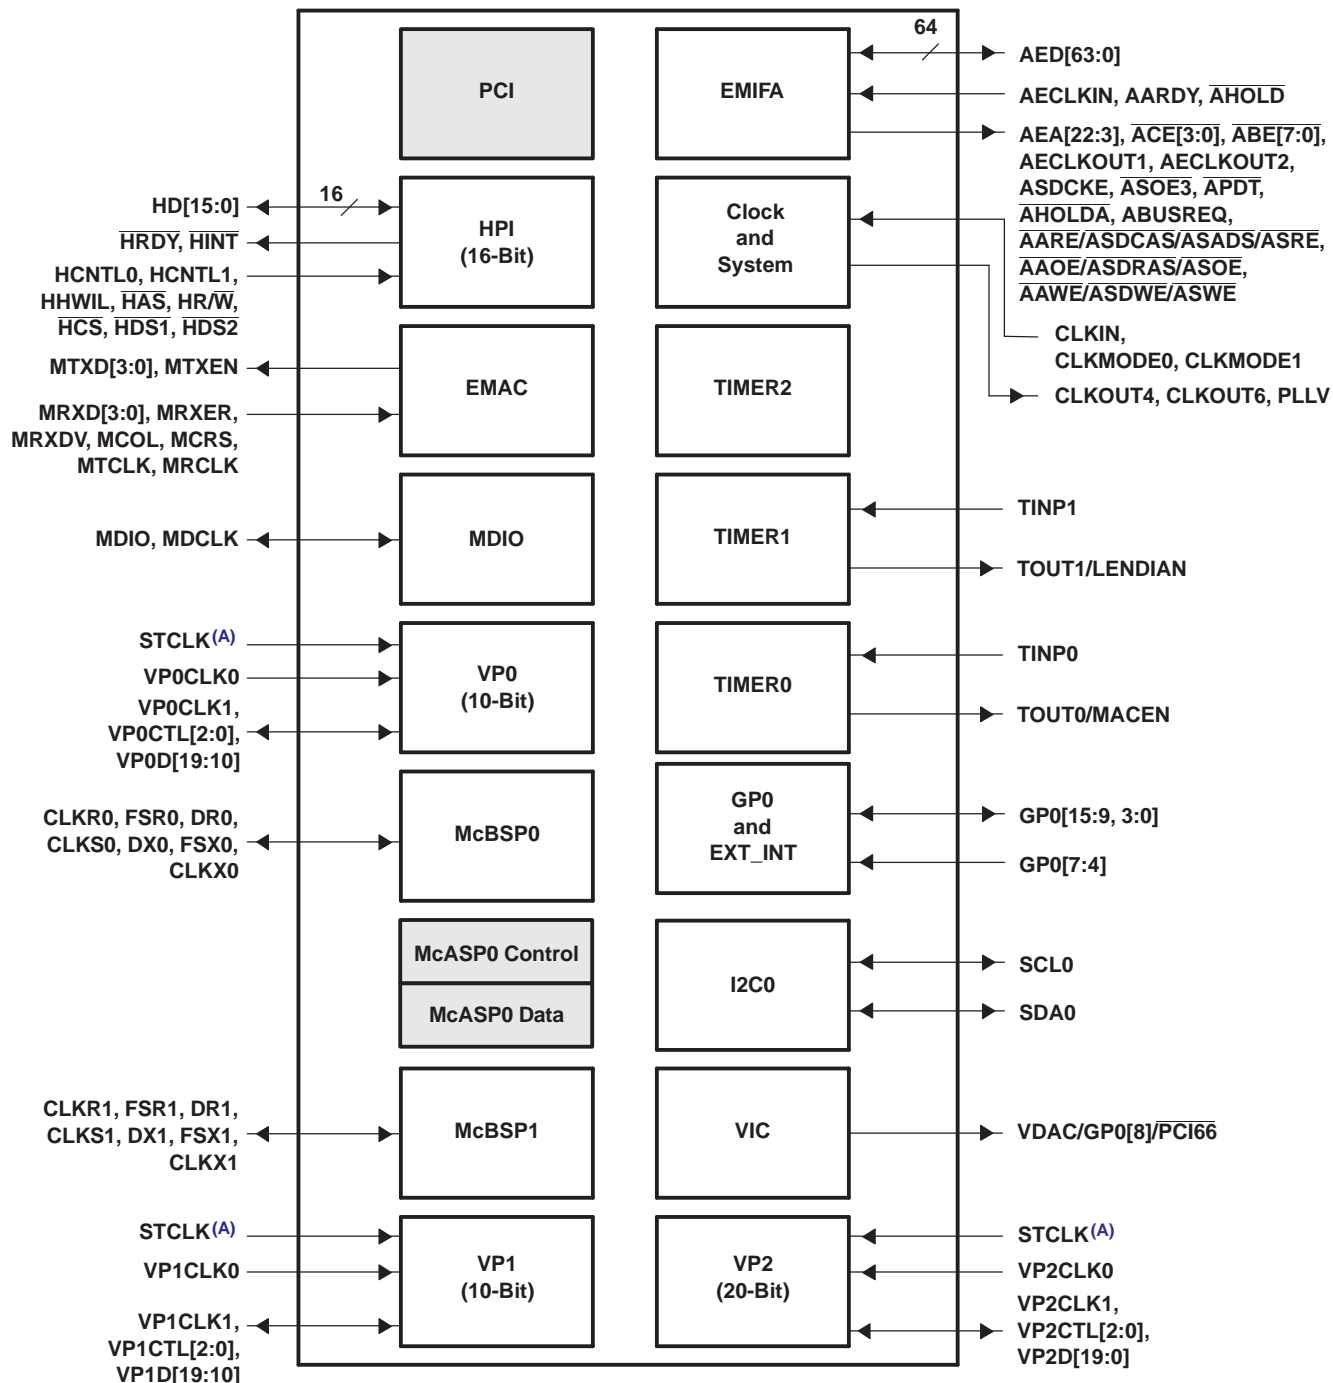 PCI
EMIFA
64
AED[63:0]
AECLKIN, AARDY, AHOLD
AEA[22:3], ACE[3:0], ABE[7:0],
AECLKOUT1, AECLKOUT2,
ASDCKE, ASOE3, APDT,
AHOLDA, ABUSREQ,
AARE/ASDCAS/ASADS/ASRE,
AAOE/ASDRAS/ASOE,
AAWE/ASDWE/ASWE
HD[15:0]
16
HRDY, HINT
HCNTL0, HCNTL1,
HHWIL, HAS, HR/W,
HCS, HDS1, HDS2
HPI
(16-Bit)
Clock
and
System
CLKIN,
CLKMODE0, CLKMODE1
CLKOUT4, CLKOUT6, PLLV
MTXD[3:0], MTXEN
MRXD[3:0], MRXER,
MRXDV, MCOL, MCRS,
MTCLK, MRCLK
EMAC
TIMER2
MDIO, MDCLK
MDIO
TIMER1
TINP1
TOUT1/LENDIAN
STCLK(A)
VP0CLK0
VP0CLK1,
VP0CTL[2:0],
VP0D[19:10]
VP0
(10-Bit)
TIMER0
TINP0
TOUT0/MACEN
CLKR0, FSR0, DR0,
CLKS0, DX0, FSX0,
CLKX0
McBSP0
GP0
and
EXT_INT
GP0[15:9, 3:0]
GP0[7:4]
McASP0 Control
McASP0 Data
I2C0
SCL0
SDA0
CLKR1, FSR1, DR1,
CLKS1, DX1, FSX1,
CLKX1
McBSP1
VIC
VDAC/GP0[8]/PCI66
STCLK(A)
VP1CLK0
VP1CLK1,
VP1CTL[2:0],
VP1D[19:10]
VP1
(10-Bit)
VP2
(20-Bit)
STCLK(A)
VP2CLK0
VP2CLK1,
VP2CTL[2:0],
VP2D[19:0]